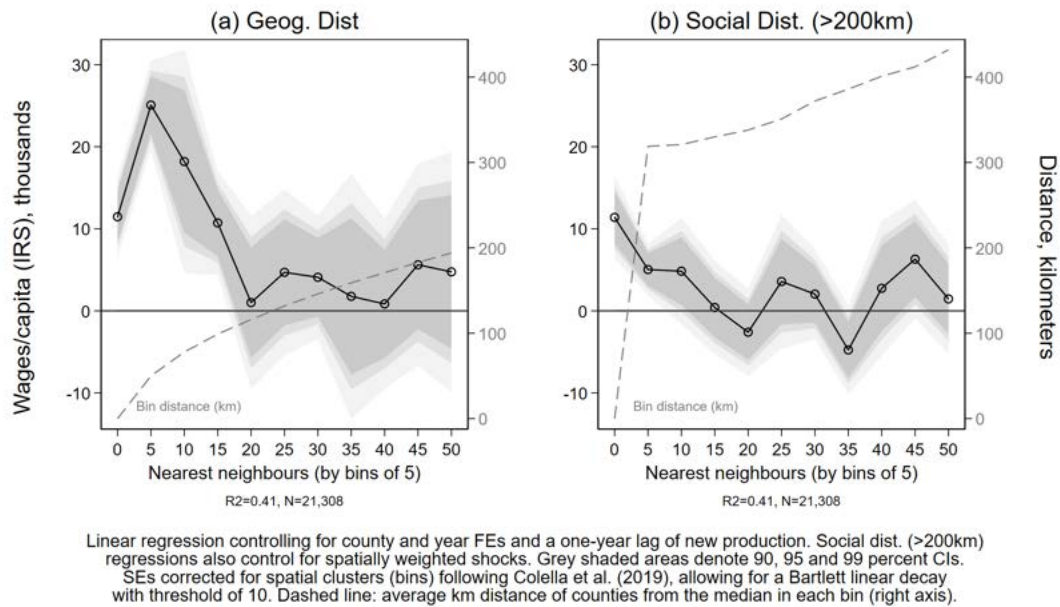 (a) Geog. Dist
(b) Social Dist. (>200km)
Wages/capita (IRS), thousands
30
20
10
0
-10
400
300
200
100
0
Bin distance (km)
0 5 10 15 20 25 30 35 40 45 50
Nearest neighbours (by bins of 5)
R2=0.41, N=21,308
30
20
10
0
-10
400
300
200
100
0
Distance, kilometers
Bin distance (km)
0 5 10 15 20 25 30 35 40 45 50
Nearest neighbours (by bins of 5)
R2=0.41, N=21,308
Linear regression controlling for county and year FEs and a one-year lag of new production. Social dist. (>200km)
regressions also control for spatially weighted shocks. Grey shaded areas denote 90, 95 and 99 percent CIs.
SEs corrected for spatial clusters (bins) following Colella et al. (2019), allowing for a Bartlett linear decay
with threshold of 10. Dashed line: average km distance of counties from the median in each bin (right axis).